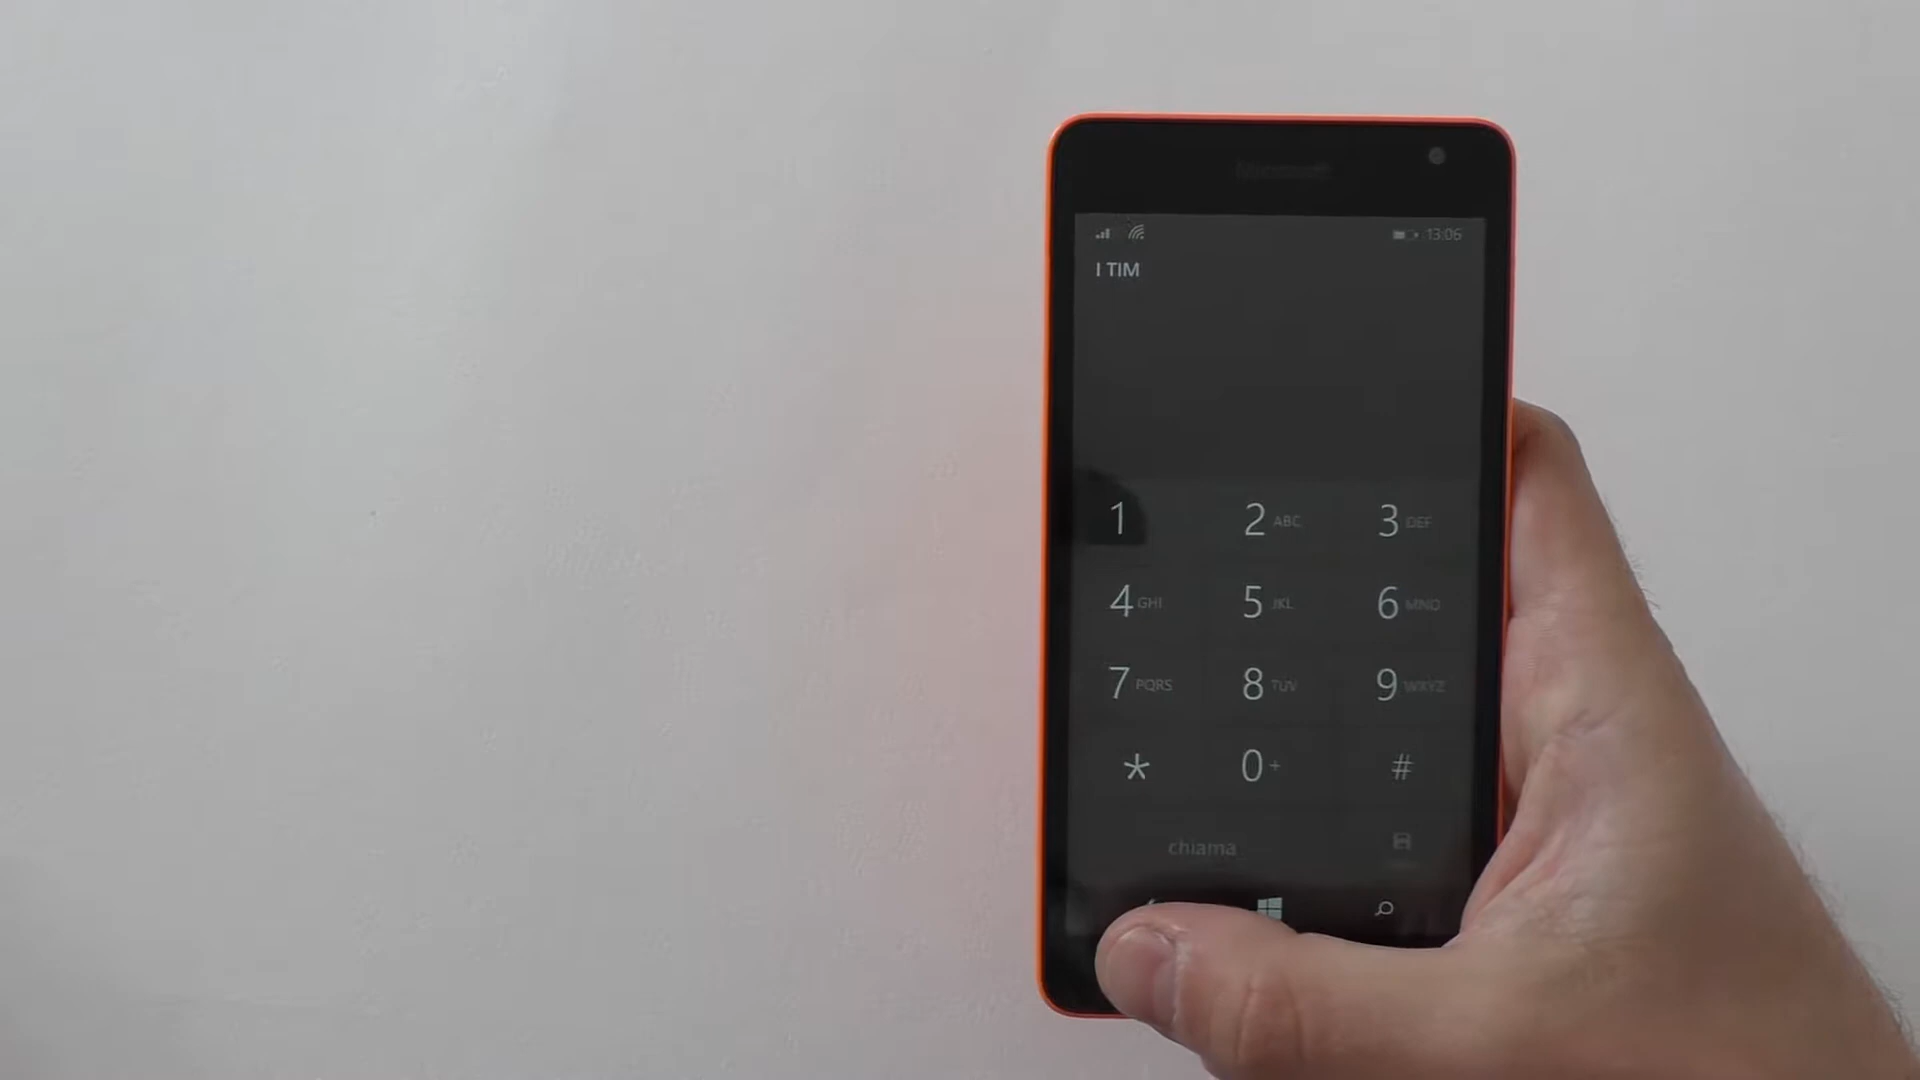 Microsoft
13:06
I TIM
1
2 ABC
3 DEF
4 GHI
5 JKL
6 MNO
7 PQRS
8 TUV
9 WXYZ
*
0 +
#
chiama